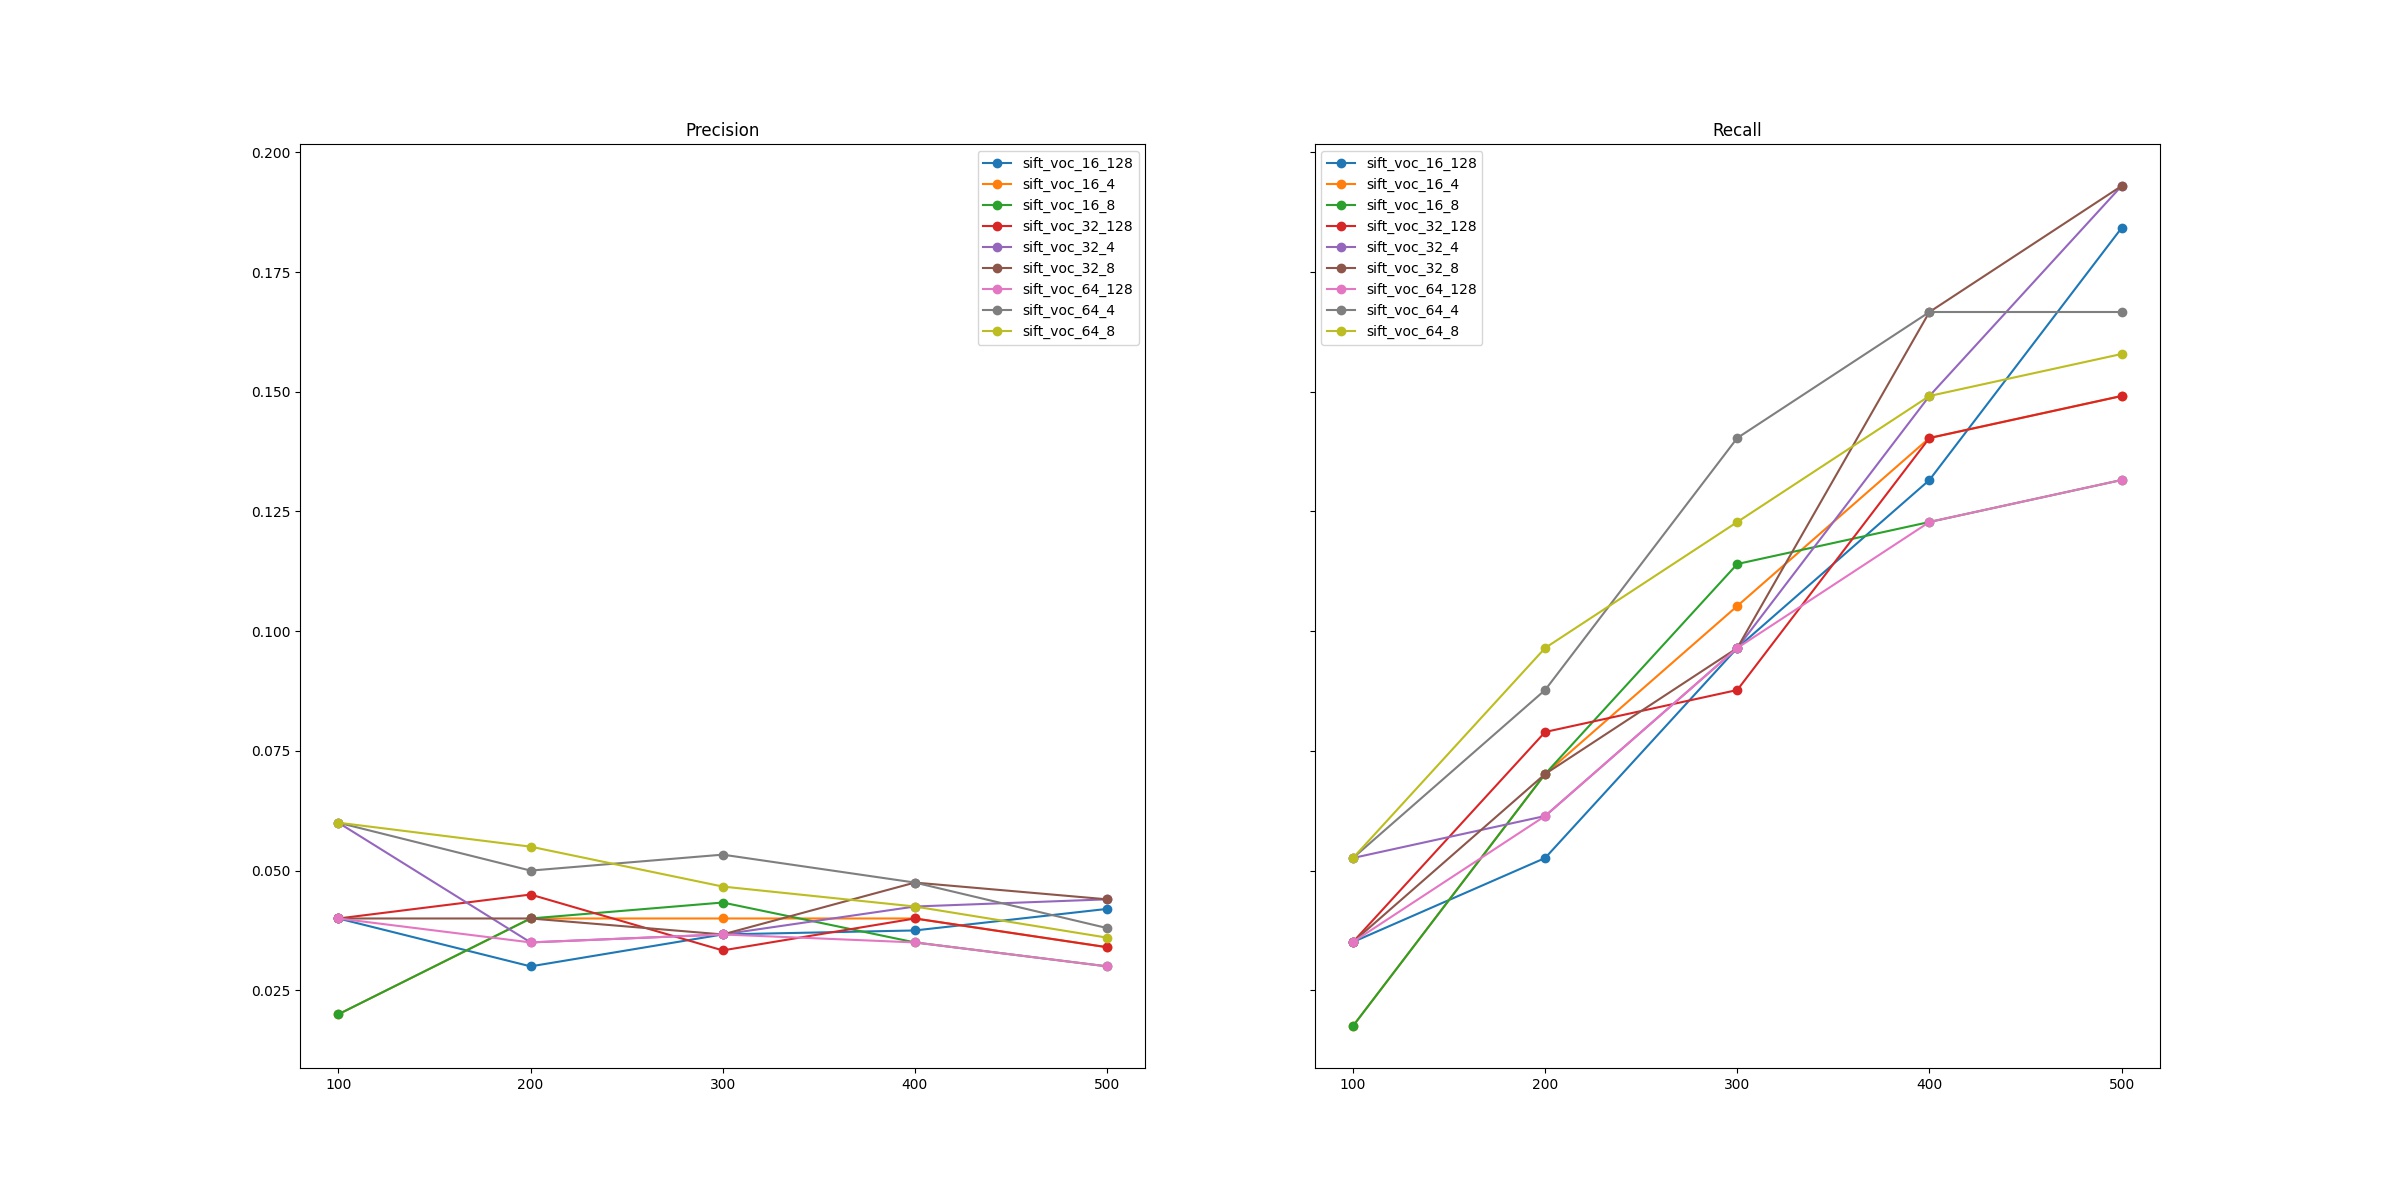 Precision
0.200
0.175
0.150
0.125
0.100
0.075
0.050
0.025
100 200 300 400 500
sift_voc_16_128
sift_voc_16_4
sift_voc_16_8
sift_voc_32_128
sift_voc_32_4
sift_voc_32_8
sift_voc_64_128
sift_voc_64_4
sift_voc_64_8
Recall
sift_voc_16_128
sift_voc_16_4
sift_voc_16_8
sift_voc_32_128
sift_voc_32_4
sift_voc_32_8
sift_voc_64_128
sift_voc_64_4
sift_voc_64_8
100 200 300 400 500